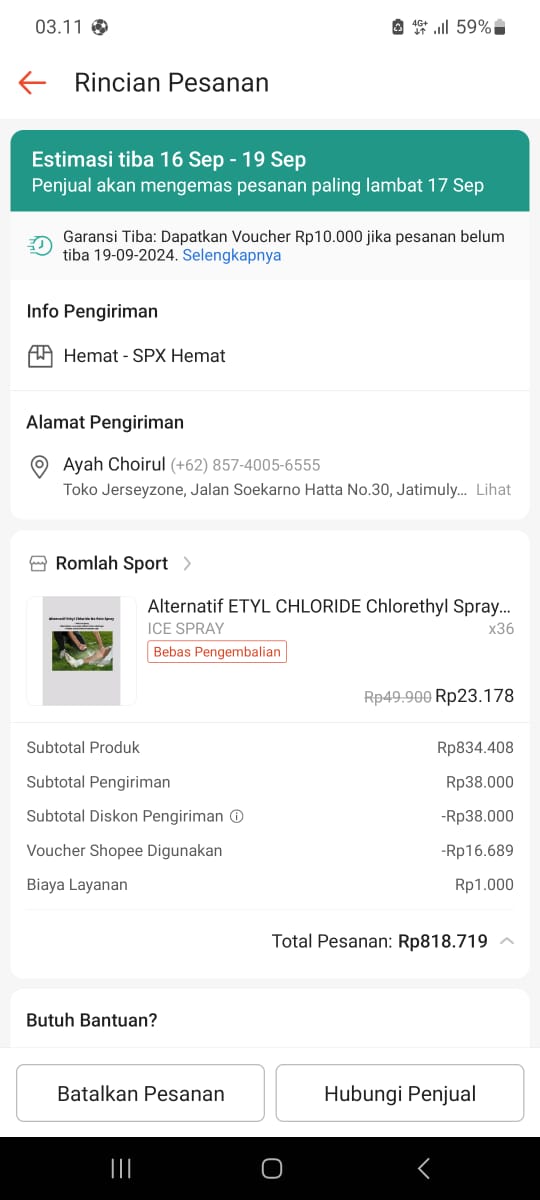 03.11
4G+
59%
Rincian Pesanan
Estimasi tiba 16 Sep - 19 Sep
Penjual akan mengemas pesanan paling lambat 17 Sep
Garansi Tiba: Dapatkan Voucher Rp10.000 jika pesanan belum
tiba 19-09-2024. Selengkapnya
Info Pengiriman
Hemat - SPX Hemat
Alamat Pengiriman
Ayah Choirul (+62) 857-4005-6555
Toko Jerseyzone, Jalan Soekarno Hatta No.30, Jatimuly... Lihat
Romlah Sport
Alternatif ETYL CHLORIDE Chlorethyl Spray...
ICE SPRAY x36
Bebas Pengembalian
Rp49.900 Rp23.178
Subtotal Produk Rp834.408
Subtotal Pengiriman Rp38.000
Subtotal Diskon Pengiriman -Rp38.000
Voucher Shopee Digunakan -Rp16.689
Biaya Layanan Rp1.000
Total Pesanan: Rp818.719
Butuh Bantuan?
Batalkan Pesanan
Hubungi Penjual